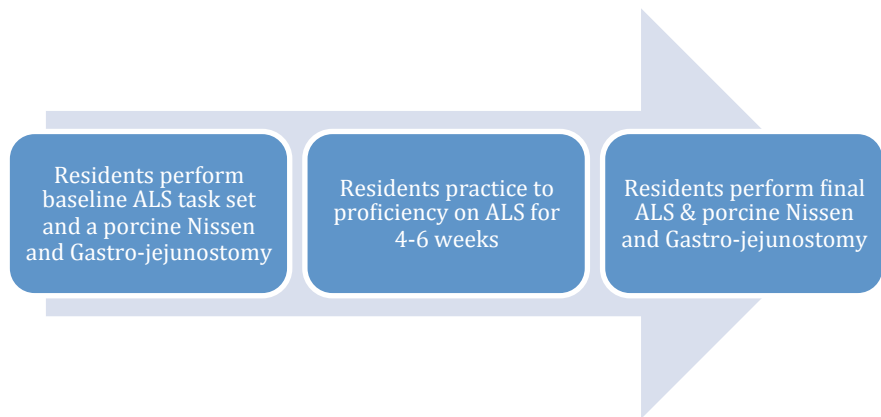 Residents perform
baseline ALS task set
and a porcine Nissen
and Gastro-jejunostomy
Residents practice to
proficiency on ALS for
4-6 weeks
Residents perform final
ALS & porcine Nissen
and Gastro-jejunostomy